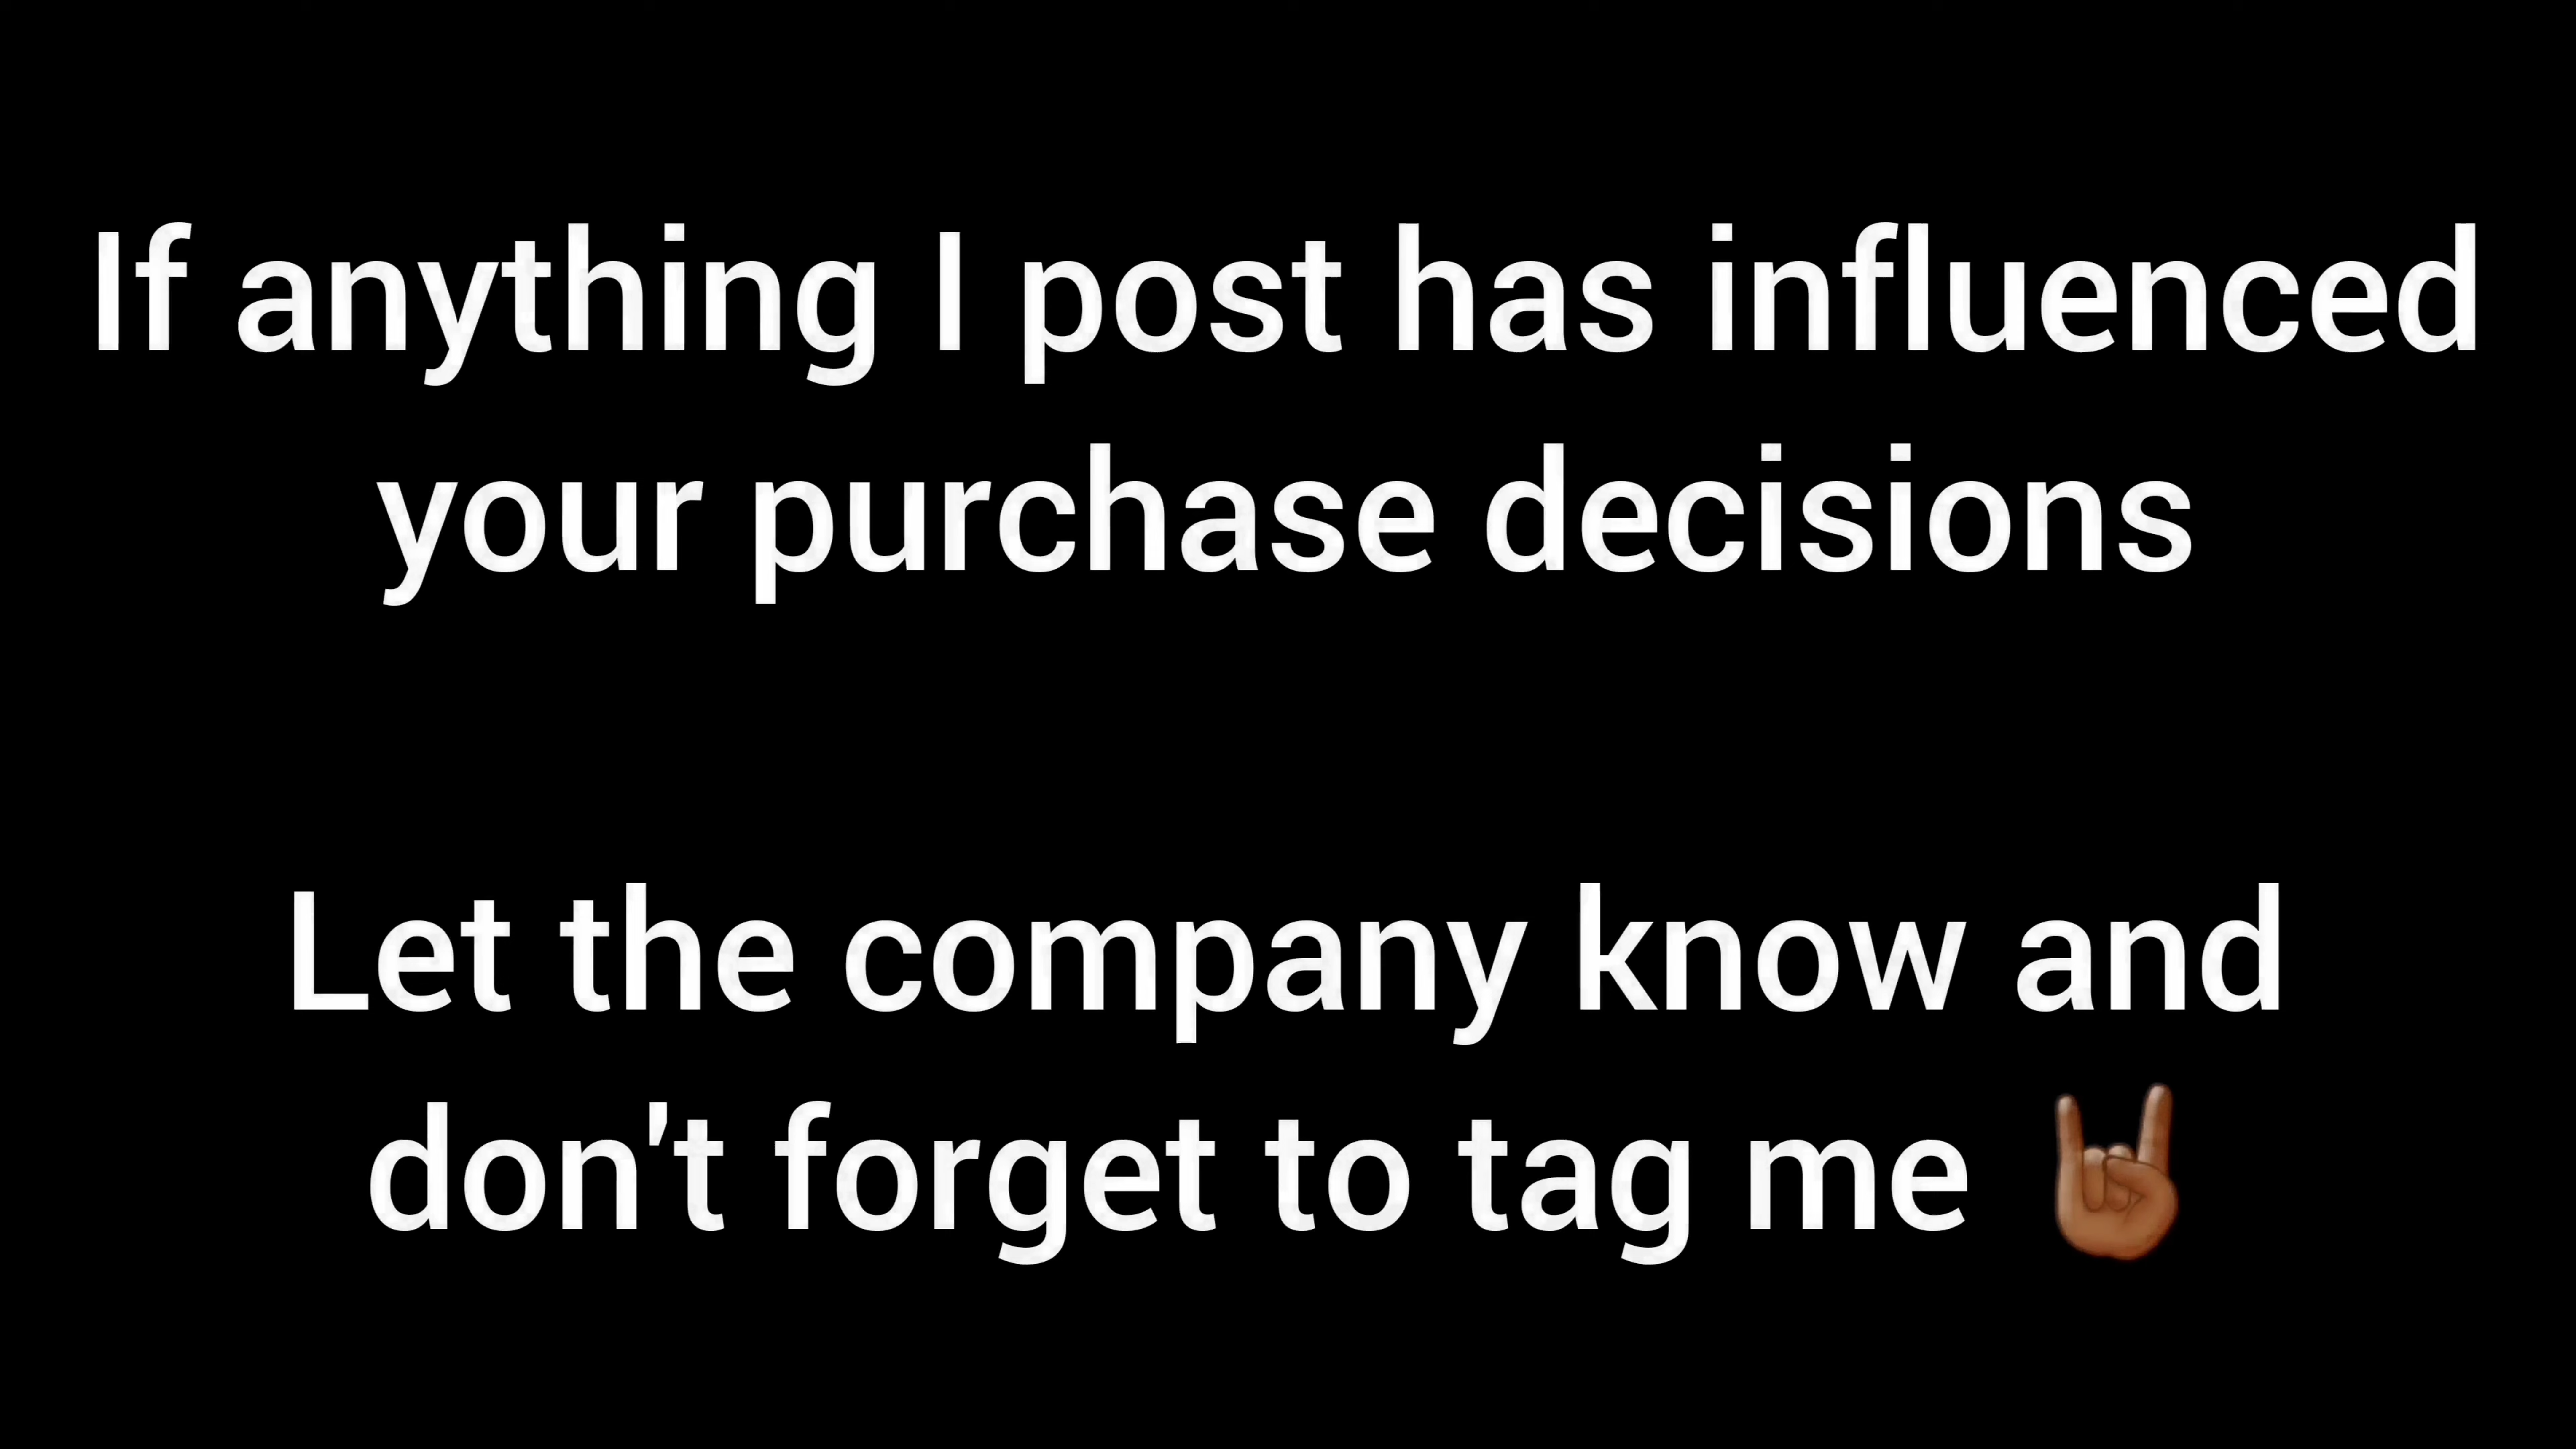 If anything I post has influenced
your purchase decisions
Let the company know and
don't forget to tag me 🤘🏾